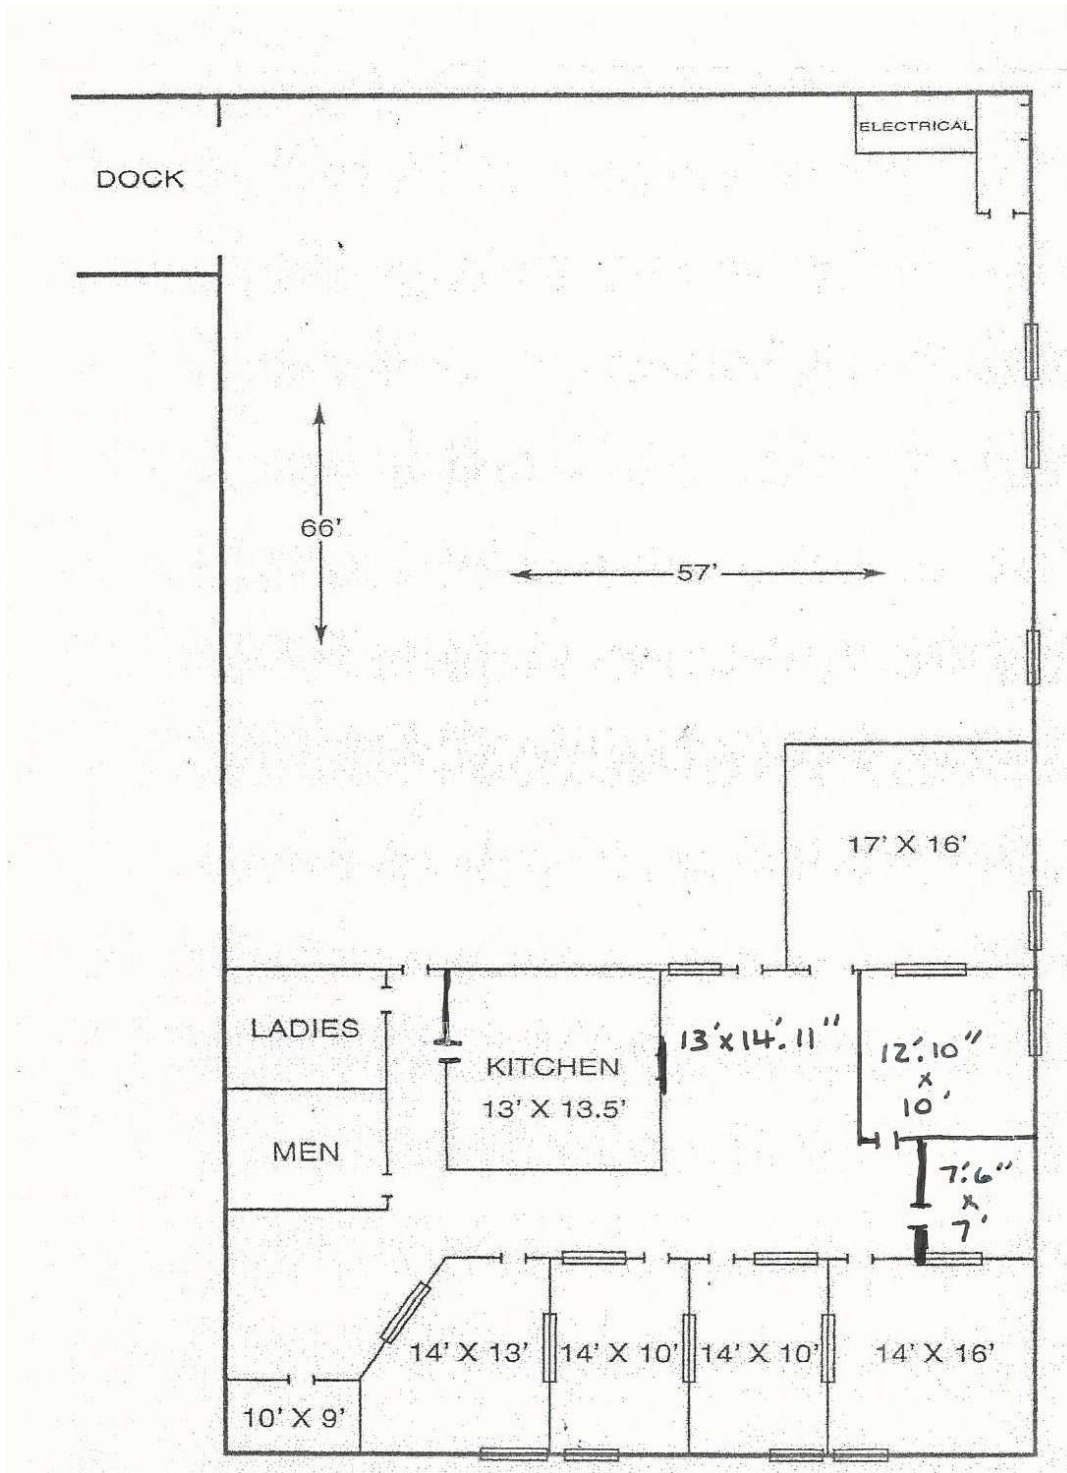 ELECTRICAL
DOCK
66'
57'
17' X 16'
LADIES
13' x 14'. 11"
KITCHEN
13' X 13.5'
12'. 10"
x
10'
MEN
7'. 6"
x
7'
14' X 13'
14' X 10'
14' X 10'
14' X 16'
10' X 9'